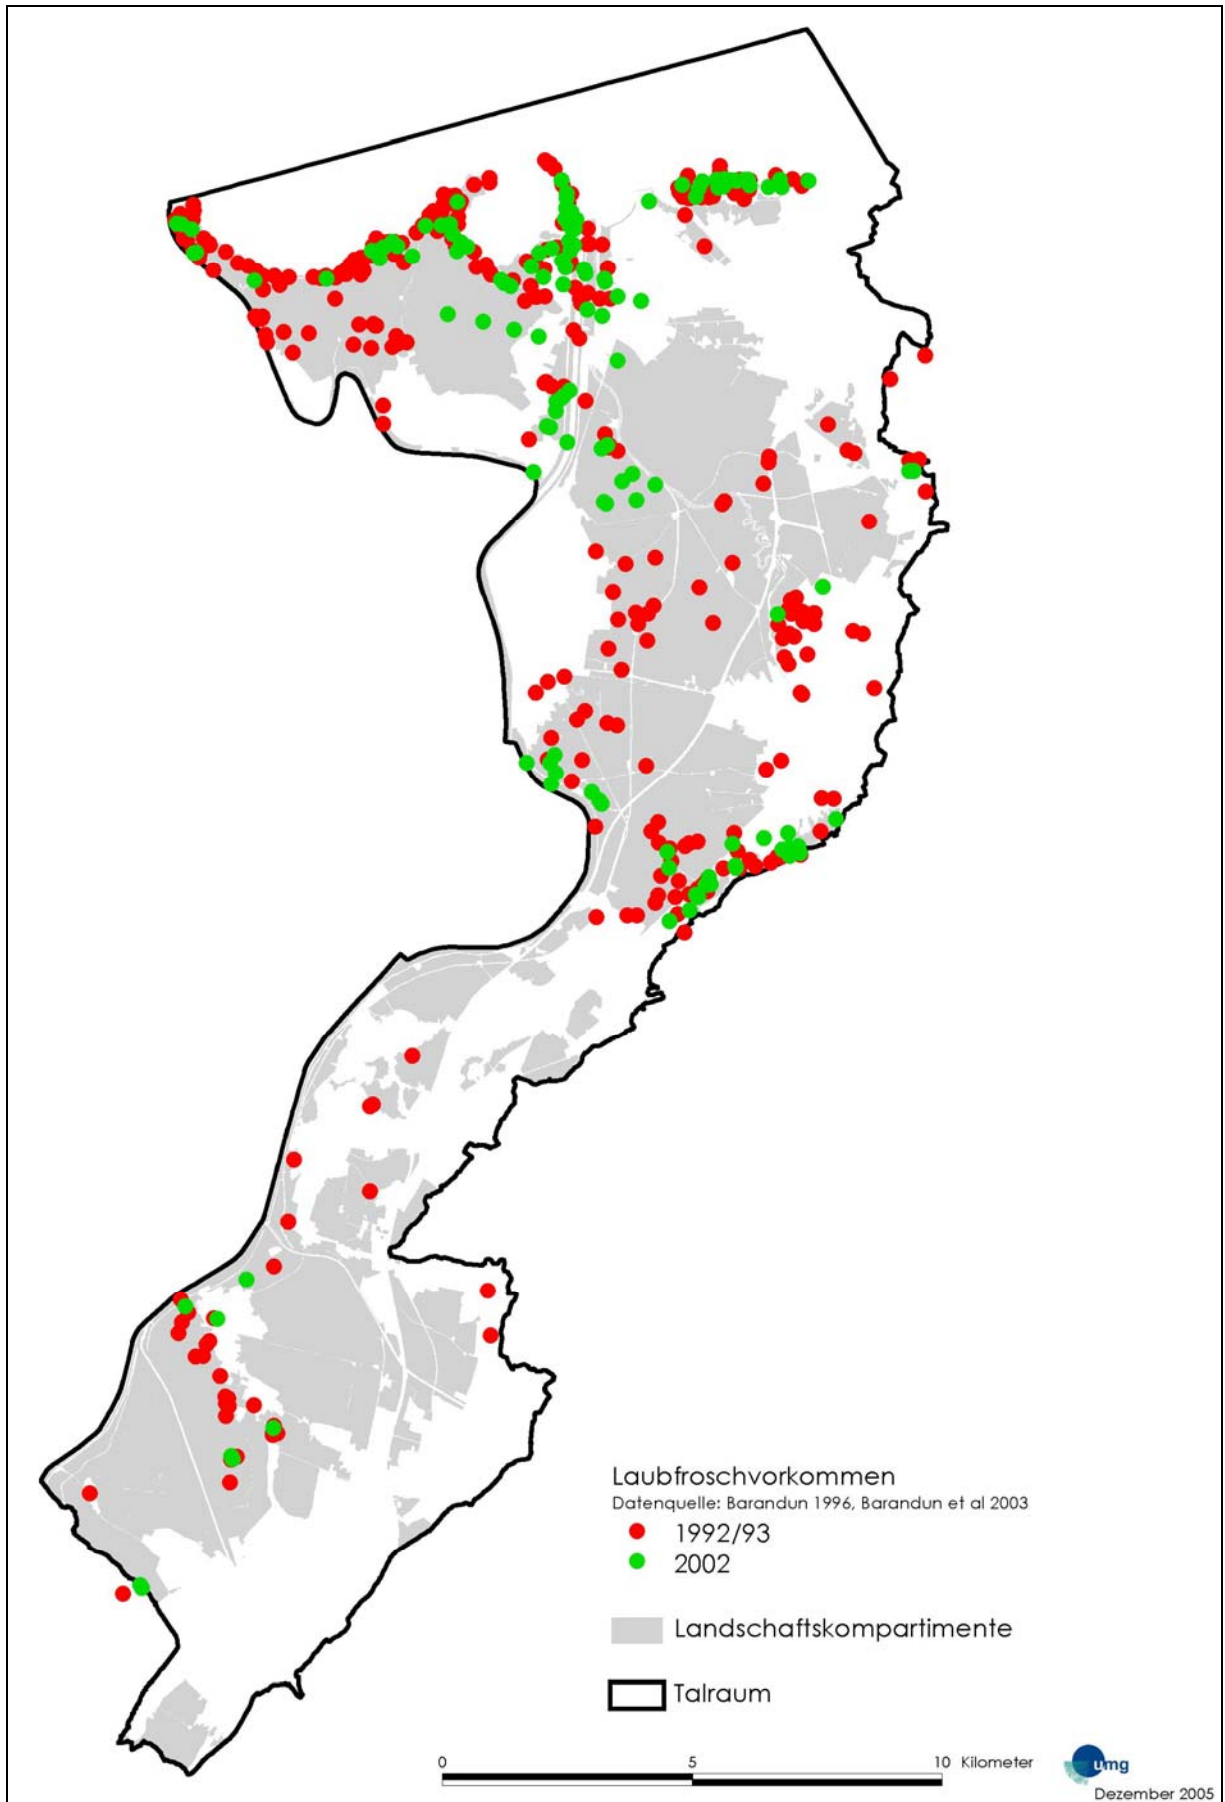 Laubfroschvorkommen
Datenquelle: Barandun 1996, Barandun et al 2003
1992/93
2002
Landschaftskompartimente
Talraum
0 5 10 Kilometer
umg
Dezember 2005